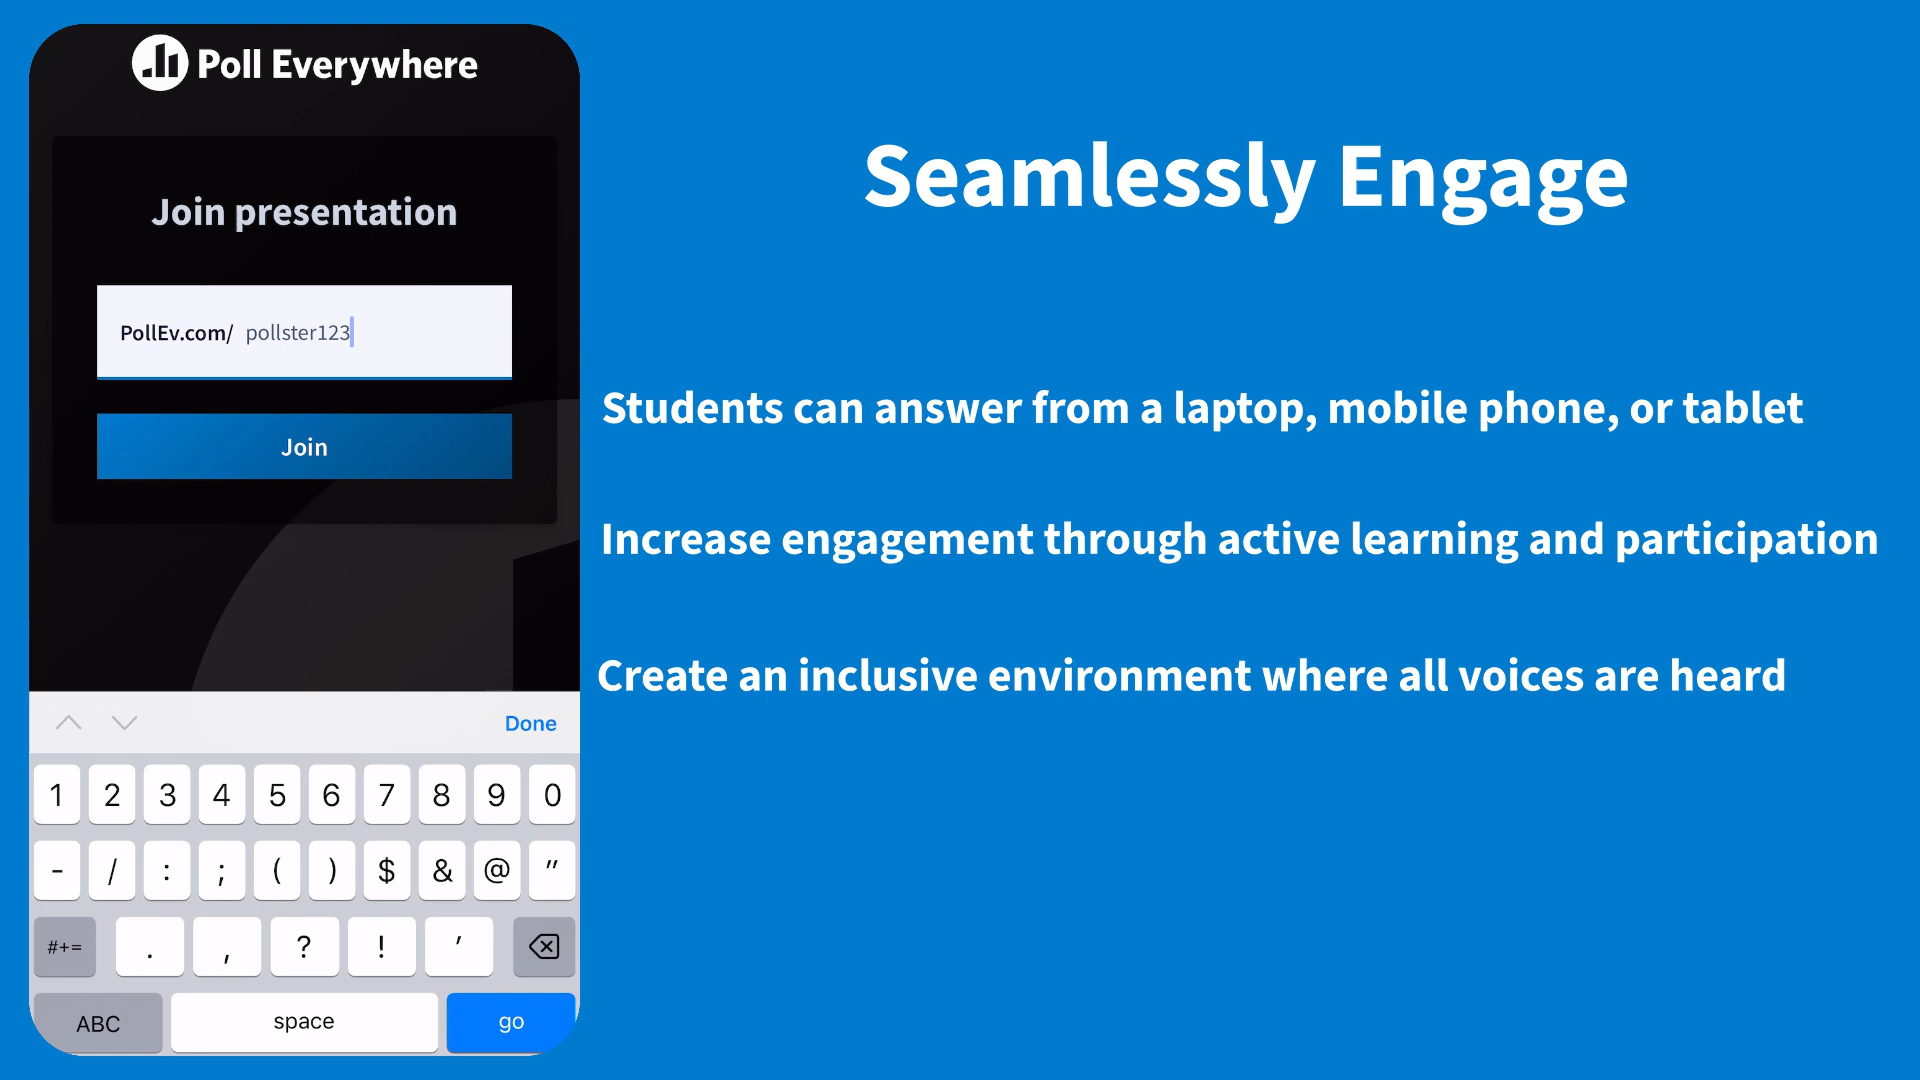 Poll Everywhere
Join presentation
PollEv.com/ pollster123
Join
Done
1 2 3 4 5 6 7 8 9 0
- / : ; ( ) $ & @ "
#+= . , ? ! '
ABC space go
Seamlessly Engage
Students can answer from a laptop, mobile phone, or tablet
Increase engagement through active learning and participation
Create an inclusive environment where all voices are heard